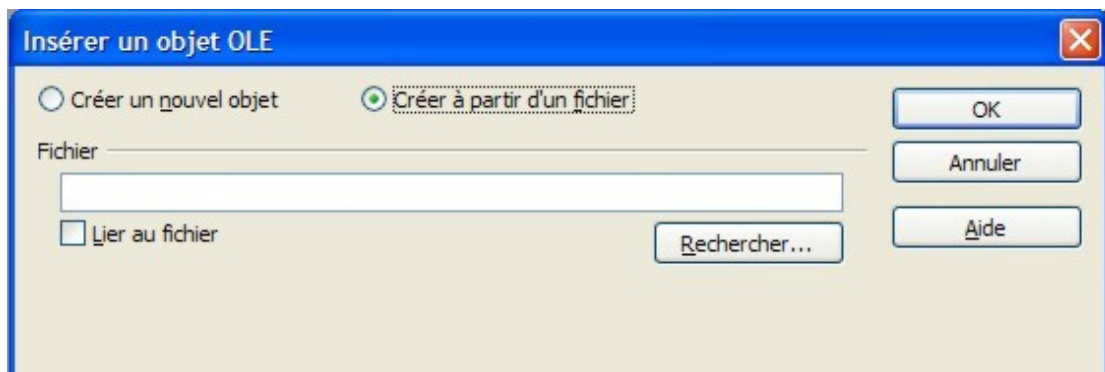 Insérer un objet OLE
Créer un nouvel objet
Créer à partir d'un fichier
OK
Fichier
Annuler
Lier au fichier
Rechercher...
Aide